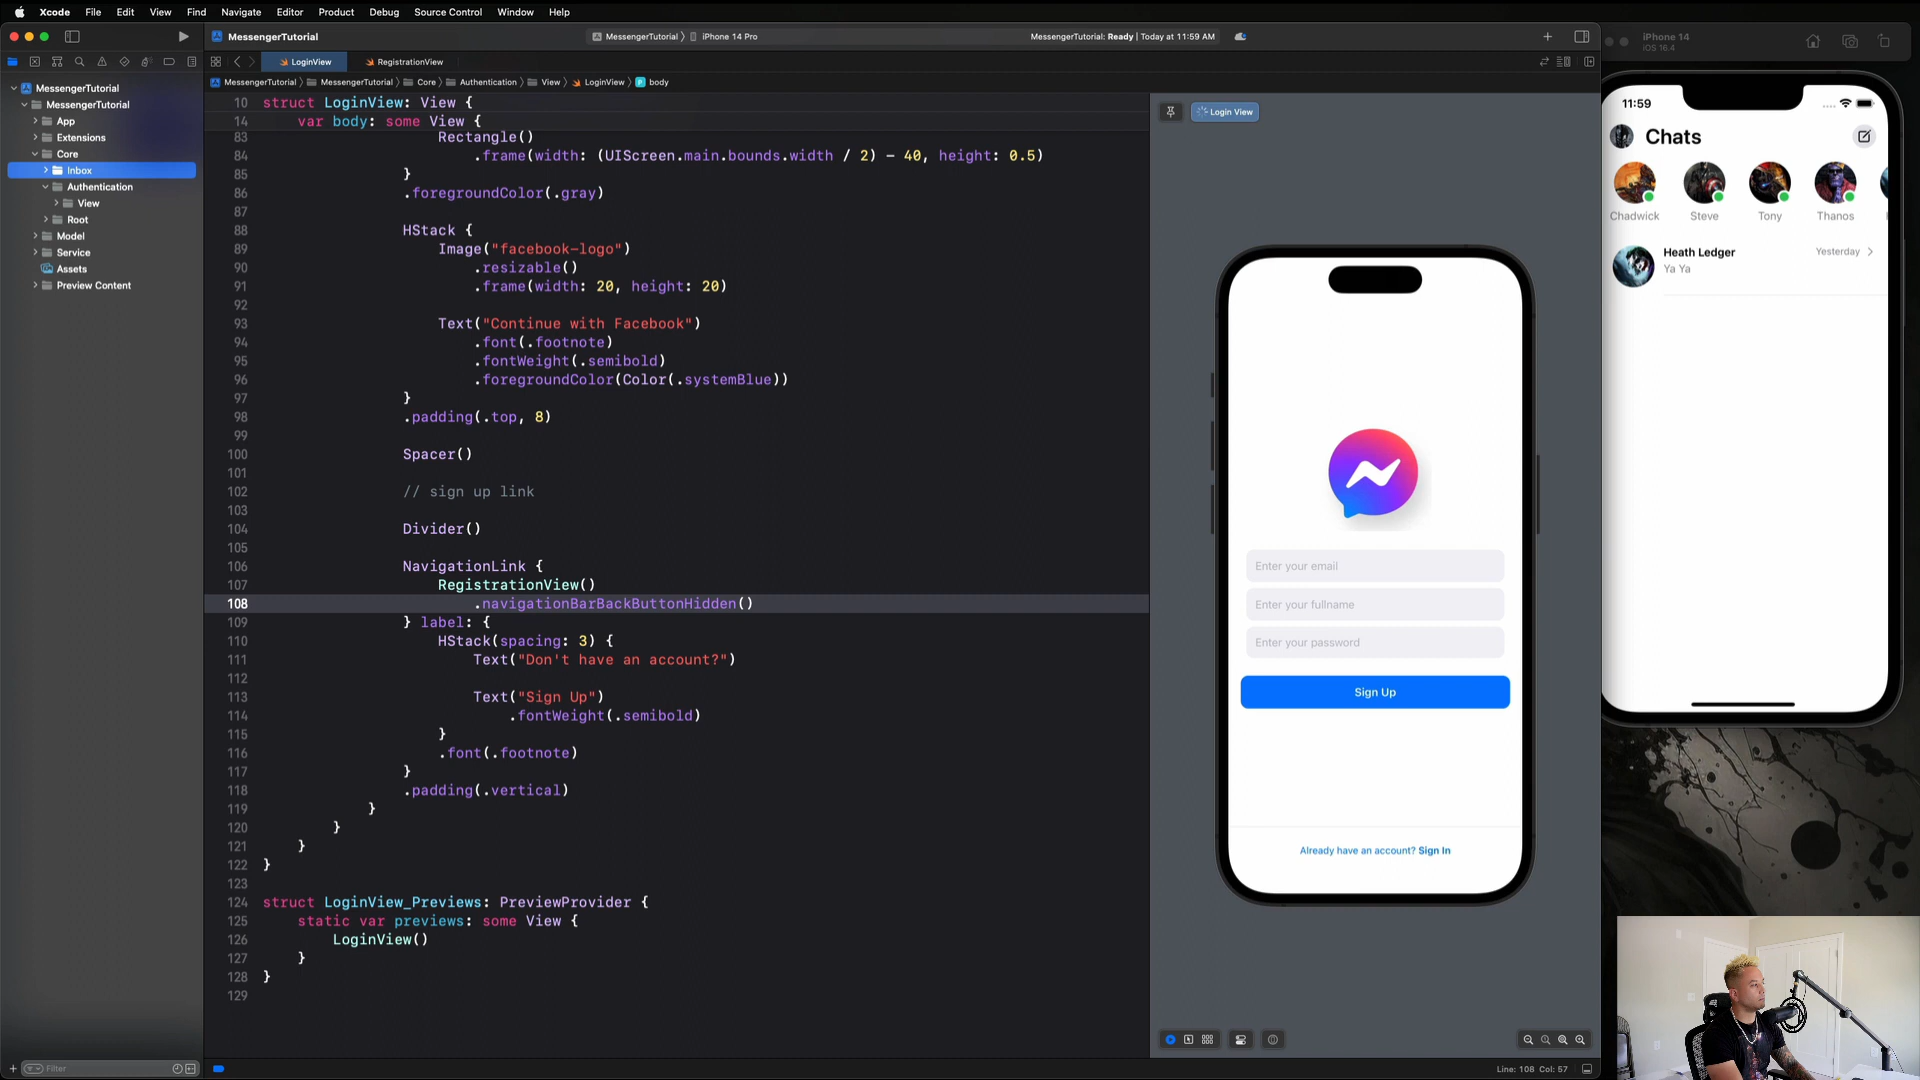 Xcode File Edit View Find Navigate Editor Product Debug Source Control Window Help
MessengerTutorial
MessengerTutorial 〉 iPhone 14 Pro
MessengerTutorial: Ready | Today at 11:59 AM
iPhone 14
iOS 16.4
LoginView
RegistrationView
MessengerTutorial 〉 MessengerTutorial 〉 Core 〉 Authentication 〉 View 〉 LoginView 〉 body
MessengerTutorial
MessengerTutorial
App
Extensions
Core
Inbox
Authentication
View
Root
Model
Service
Assets
Preview Content
Filter
10 struct LoginView: View {
14 var body: some View {
83 Rectangle()
84 .frame(width: (UIScreen.main.bounds.width / 2) - 40, height: 0.5)
85 }
86 .foregroundColor(.gray)
87
88 HStack {
89 Image("facebook-logo")
90 .resizable()
91 .frame(width: 20, height: 20)
92
93 Text("Continue with Facebook")
94 .font(.footnote)
95 .fontWeight(.semibold)
96 .foregroundColor(Color(.systemBlue))
97 }
98 .padding(.top, 8)
99
100 Spacer()
101
102 // sign up link
103
104 Divider()
105
106 NavigationLink {
107 RegistrationView()
108 .navigationBarBackButtonHidden()
109 } label: {
110 HStack(spacing: 3) {
111 Text("Don't have an account?")
112
113 Text("Sign Up")
114 .fontWeight(.semibold)
115 }
116 .font(.footnote)
117 }
118 .padding(.vertical)
119 }
120 }
121 }
122 }
123
124 struct LoginView_Previews: PreviewProvider {
125 static var previews: some View {
126 LoginView()
127 }
128 }
129
Login View
Enter your email
Enter your fullname
Enter your password
Sign Up
Already have an account? Sign In
Line: 108 Col: 57
11:59
Chats
Chadwick Steve Tony Thanos
Heath Ledger
Yesterday
Ya Ya